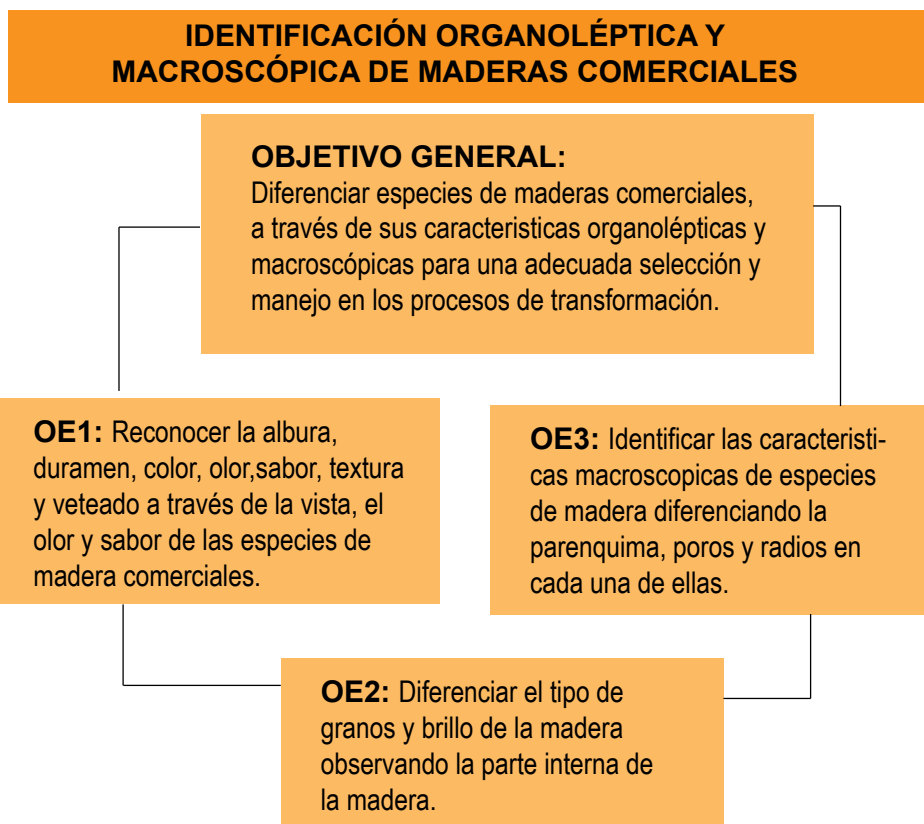 IDENTIFICACIÓN ORGANOLÉPTICA Y
MACROSCÓPICA DE MADERAS COMERCIALES
OBJETIVO GENERAL:
Diferenciar especies de maderas comerciales,
a través de sus caracteristicas organolépticas y
macroscópicas para una adecuada selección y
manejo en los procesos de transformación.
OE1: Reconocer la albura,
duramen, color, olor,sabor, textura
y veteado a través de la vista, el
olor y sabor de las especies de
madera comerciales.
OE2: Diferenciar el tipo de
granos y brillo de la madera
observando la parte interna de
la madera.
OE3: Identificar las caracteristi-
cas macroscopicas de especies
de madera diferenciando la
parenquima, poros y radios en
cada una de ellas.